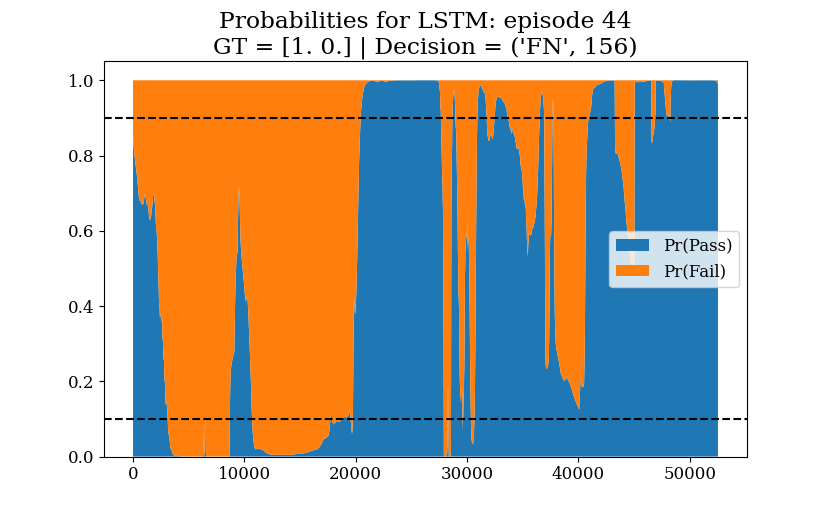 Probabilities for LSTM: episode 44
GT = [1. 0.] | Decision = ('FN', 156)
1.0
0.8
0.6
0.4
0.2
0.0
Pr(Pass)
Pr(Fail)
0 10000 20000 30000 40000 50000